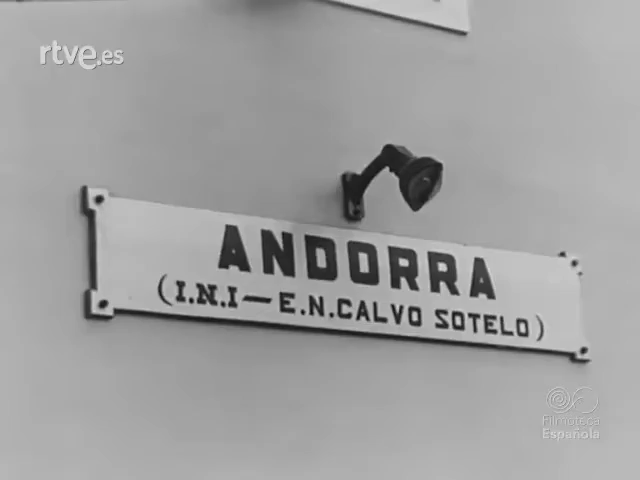 rtve.es
ANDORRA
(I.N.I—E.N.CALVO SOTELO)
Filmoteca
Española